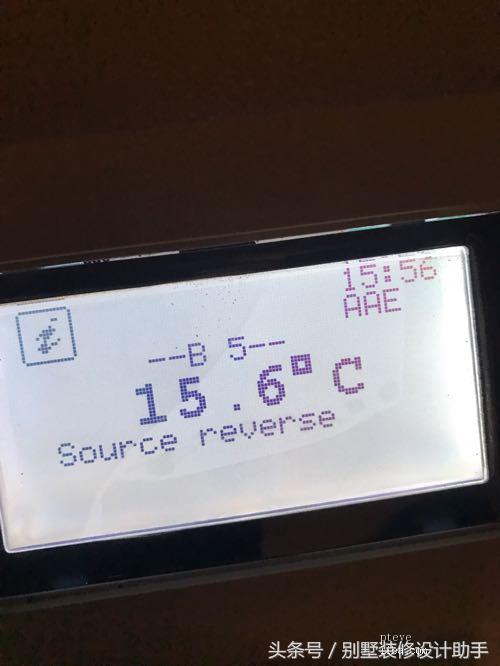 15:56
AAE
--B 5--
15.6°C
Source reverse
pteye
头条号 / 别墅装修设计助手